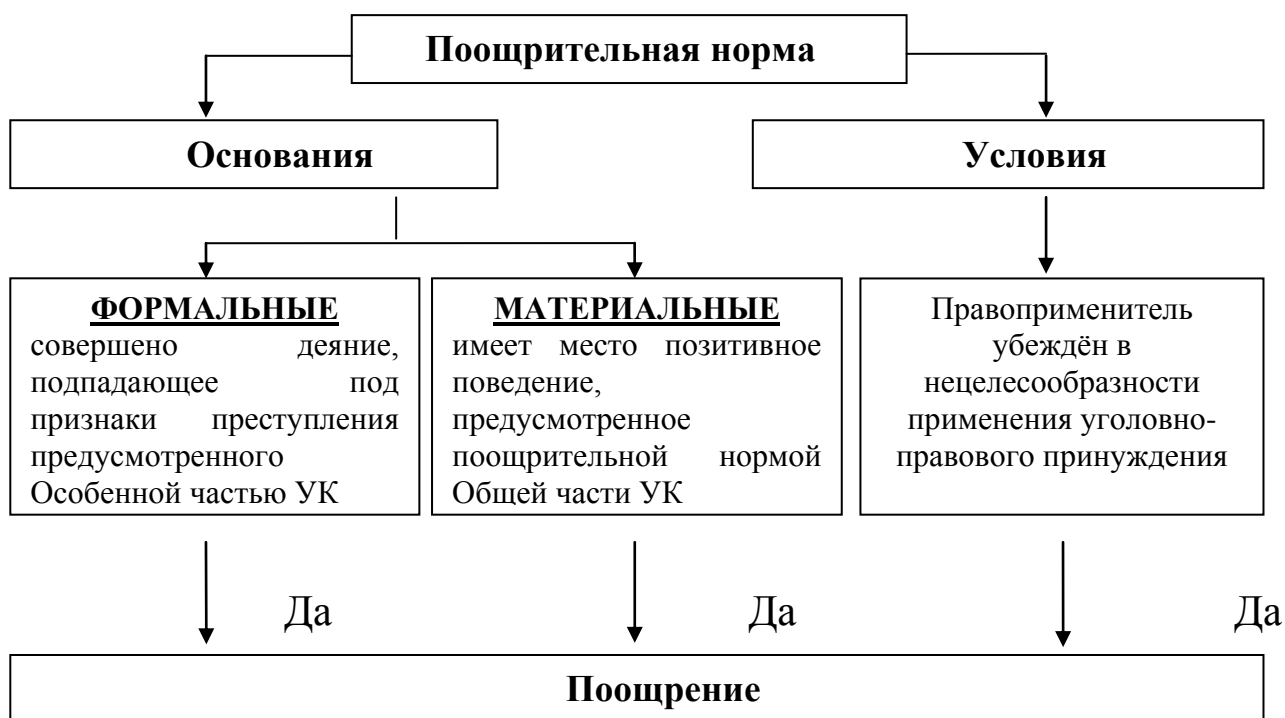 Поощрительная норма
Основания
Условия
ФОРМАЛЬНЫЕ
совершено деяние,
подпадающее под
признаки преступления
предусмотренного
Особенной частью УК
МАТЕРИАЛЬНЫЕ
имеет место позитивное
поведение,
предусмотренное
поощрительной нормой
Общей части УК
Правоприменитель
убеждён в
нецелесообразности
применения уголовно-
правового принуждения
Да
Да
Да
Поощрение